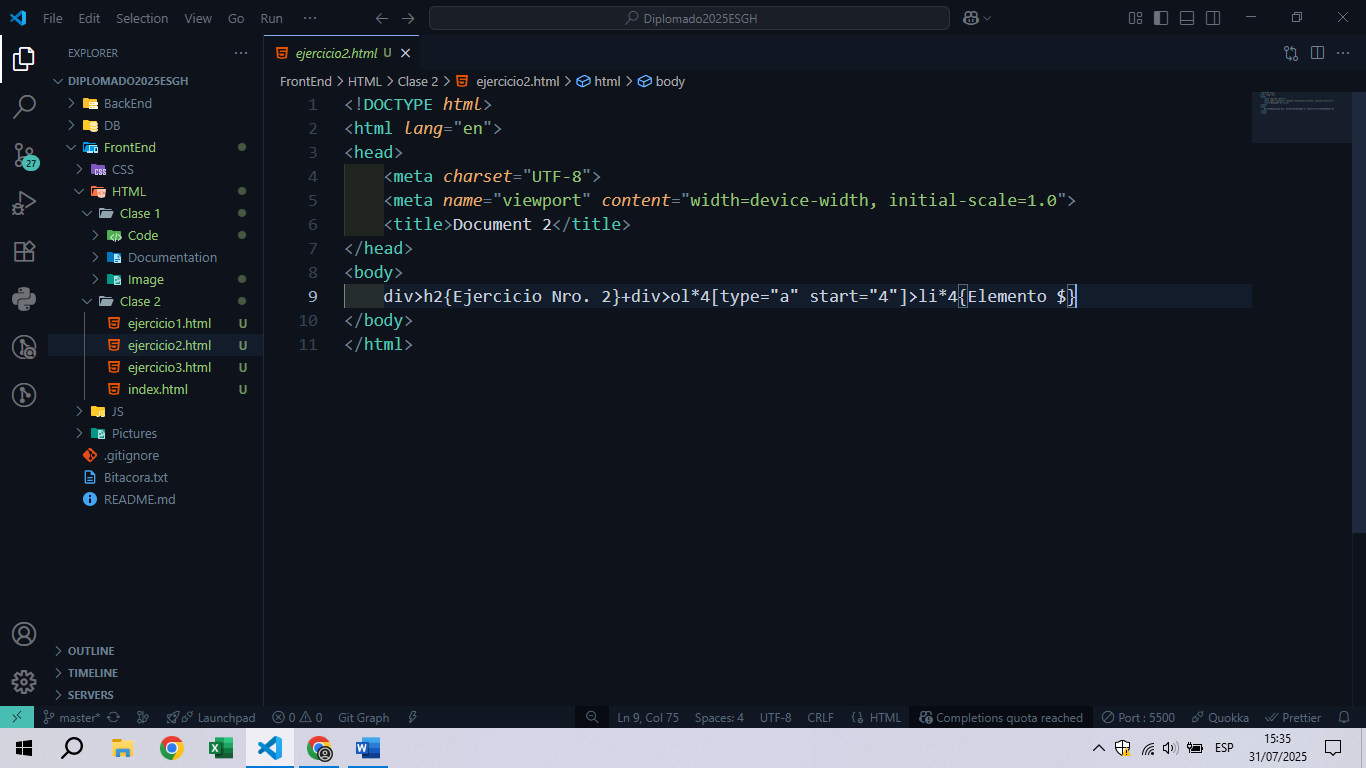 File Edit Selection View Go Run ··· Diplomado2025ESGH
EXPLORER ···
DIPLOMADO2025ESGH
BackEnd
DB
FrontEnd
CSS
HTML
Clase 1
Code
Documentation
Image
Clase 2
ejercicio1.html U
ejercicio2.html U
ejercicio3.html U
index.html U
JS
Pictures
.gitignore
Bitacora.txt
README.md
OUTLINE
TIMELINE
SERVERS
27
ejercicio2.html U
FrontEnd > HTML > Clase 2 > ejercicio2.html > html > body
1 <!DOCTYPE html>
2 <html lang="en">
3 <head>
4 <meta charset="UTF-8">
5 <meta name="viewport" content="width=device-width, initial-scale=1.0">
6 <title>Document 2</title>
7 </head>
8 <body>
9 div>h2{Ejercicio Nro. 2}+div>ol*4[type="a" start="4"]>li*4{Elemento $}
10 </body>
11 </html>
master* Launchpad 0 0 Git Graph Ln 9, Col 75 Spaces: 4 UTF-8 CRLF {} HTML Completions quota reached Port : 5500 Quokka Prettier
ESP 15:35
31/07/2025